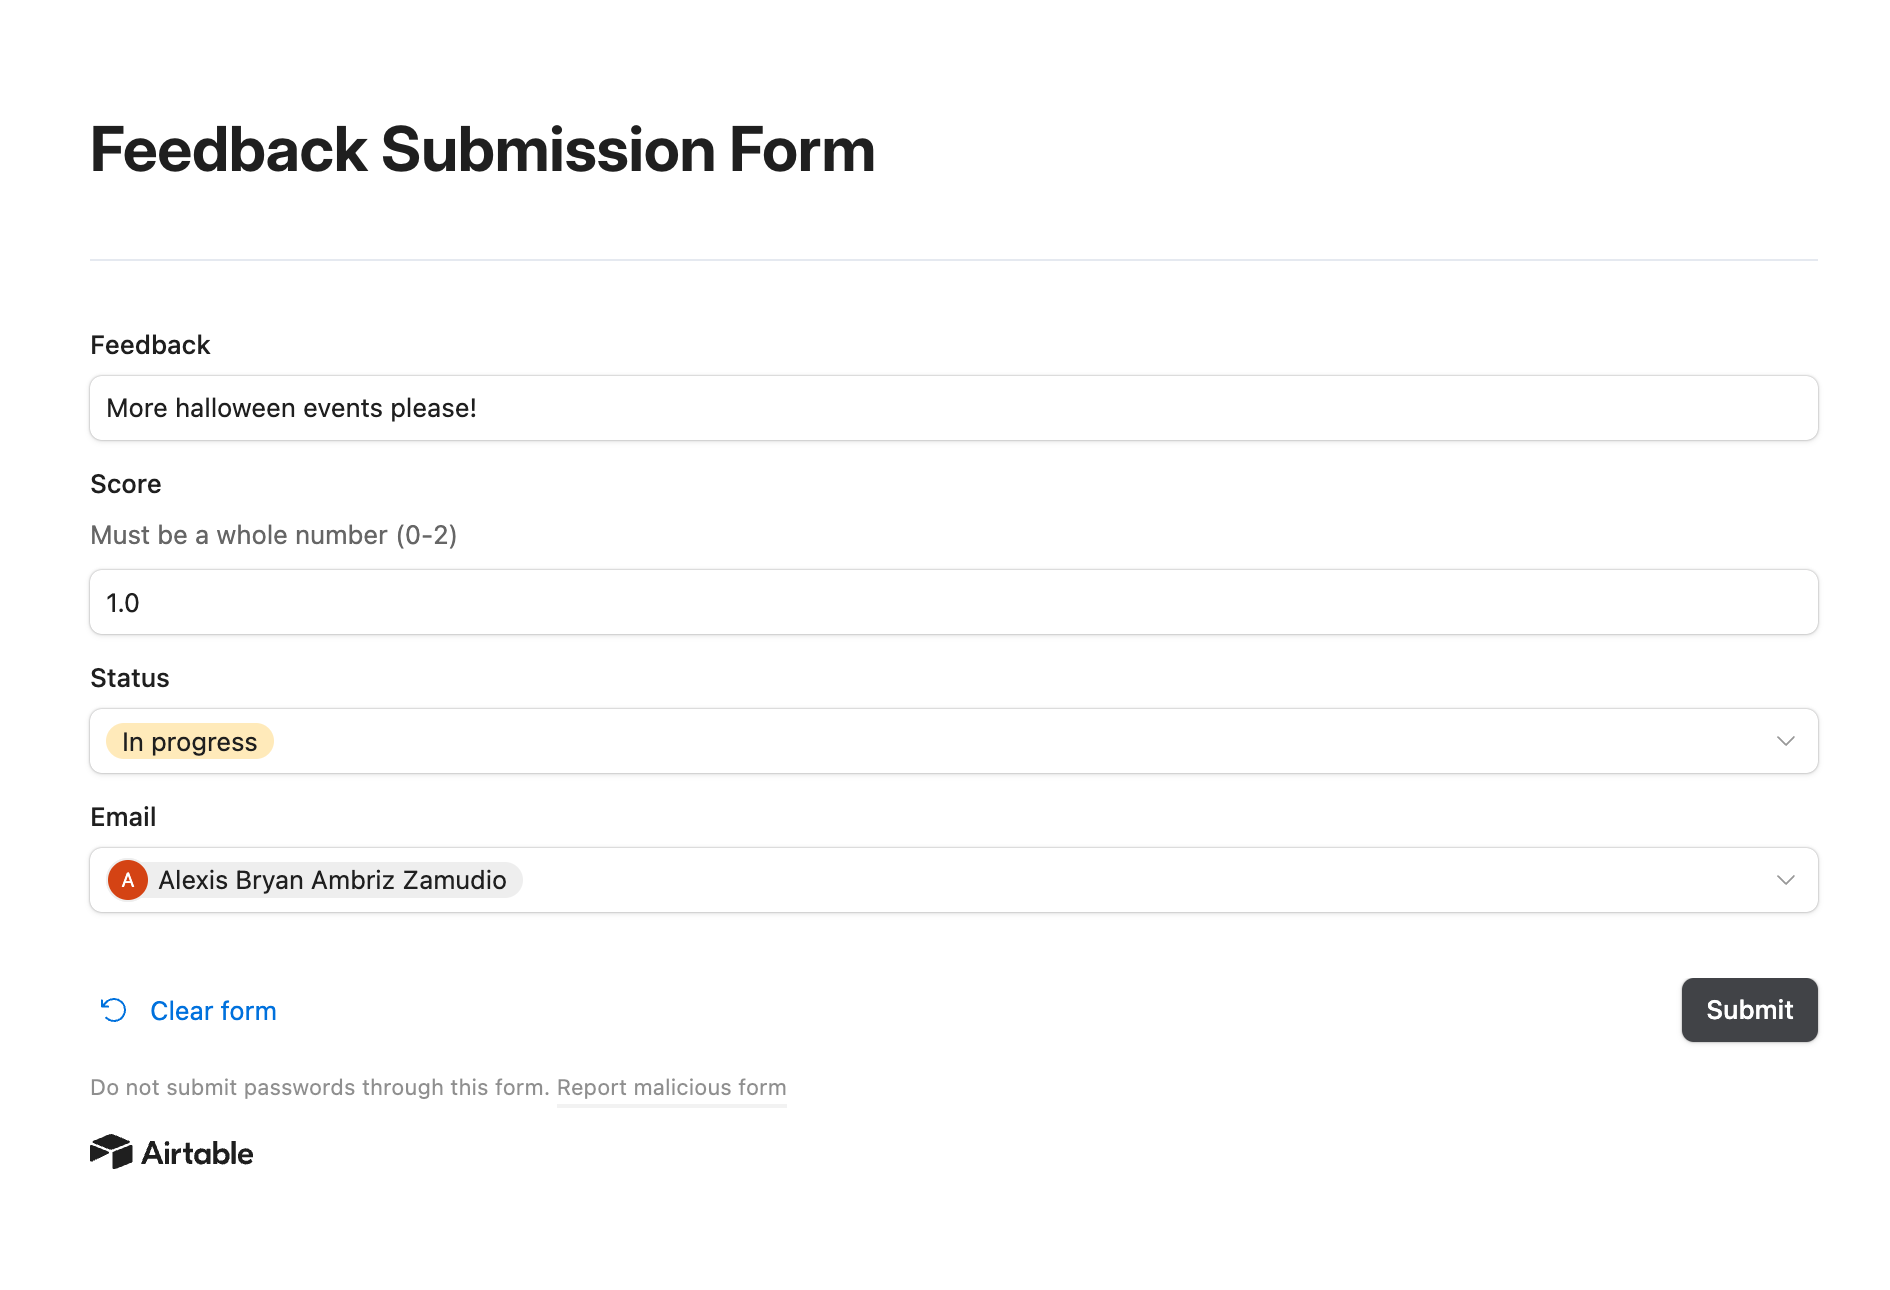 Feedback Submission Form
Feedback
More halloween events please!
Score
Must be a whole number (0-2)
1.0
Status
In progress
Email
A Alexis Bryan Ambriz Zamudio
Clear form
Submit
Do not submit passwords through this form. Report malicious form
Airtable